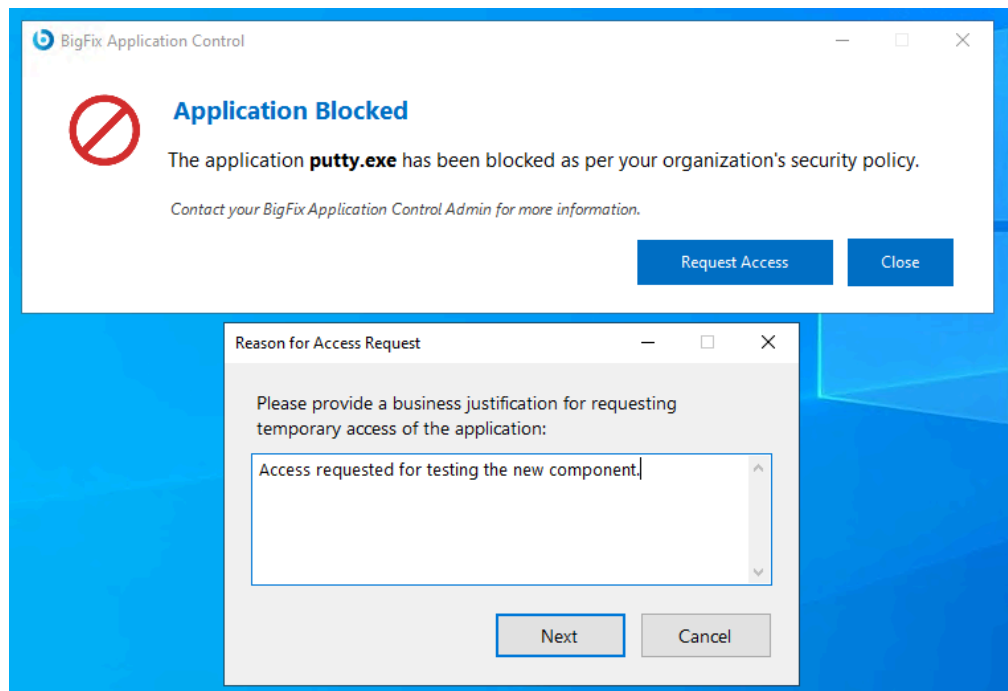 BigFix Application Control
Application Blocked
The application putty.exe has been blocked as per your organization's security policy.
Contact your BigFix Application Control Admin for more information.
Request Access
Close
Reason for Access Request
Please provide a business justification for requesting
temporary access of the application:
Access requested for testing the new component.
Next
Cancel